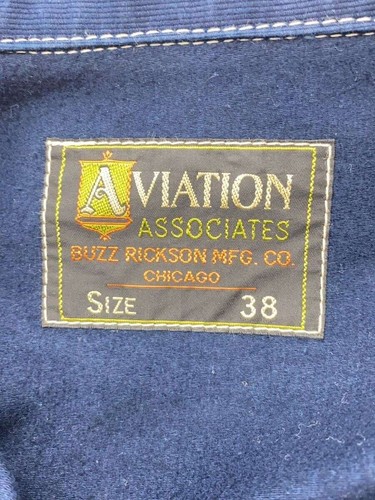 AVIATION
ASSOCIATES
BUZZ RICKSON MFG. CO.
CHICAGO
SIZE 38